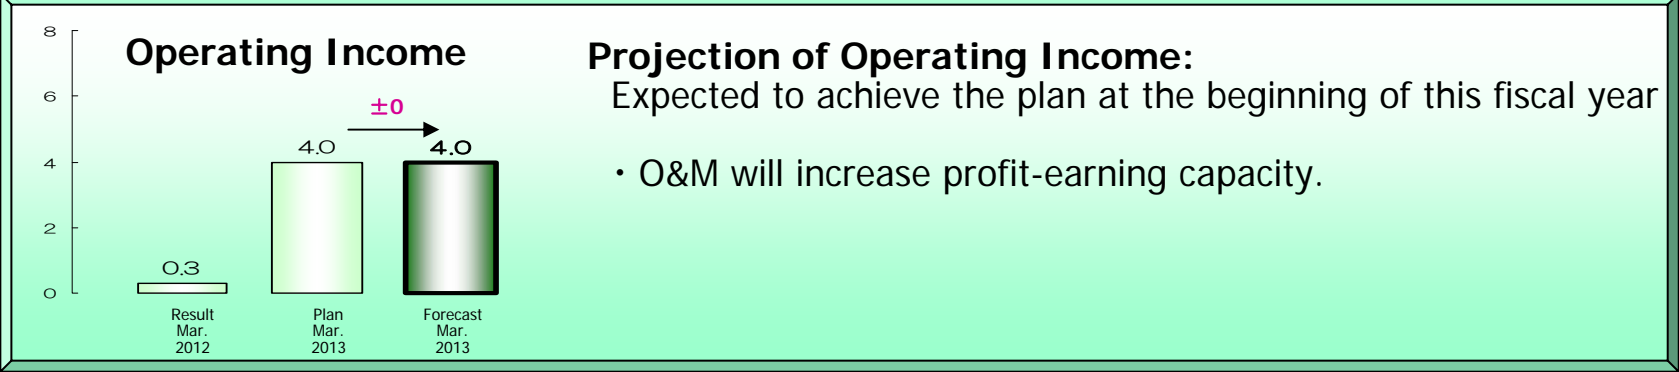 Operating Income
8
6
4
2
0
±0
0.3
4.0
4.0
Result
Mar.
2012
Plan
Mar.
2013
Forecast
Mar.
2013
Projection of Operating Income:
Expected to achieve the plan at the beginning of this fiscal year
・O&M will increase profit-earning capacity.